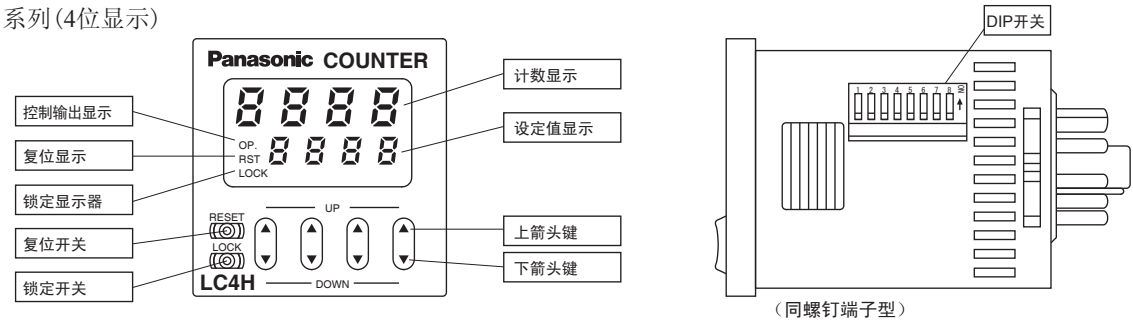 系列(4位显示)
Panasonic COUNTER
8888
OP.
RST
LOCK
8888
控制输出显示
复位显示
锁定显示器
复位开关
锁定开关
计数显示
设定值显示
上箭头键
下箭头键
RESET
LOCK
UP
DOWN
LC4H
DIP开关
1 2 3 4 5 6 7 8 ON
(同螺钉端子型)